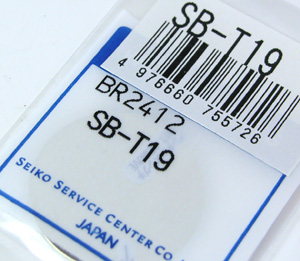 SB-T19
4 976660 755726
BR2412
SB-T19
SEIKO SERVICE CENTER CO
JAPAN